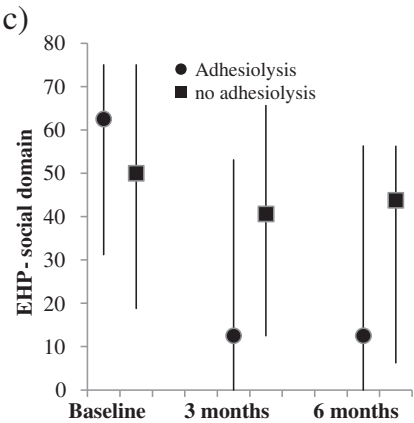 c)
80
70
60
50
40
30
20
10
0
EHP- social domain
Adhesiolysis
no adhesiolysis
Baseline 3 months 6 months